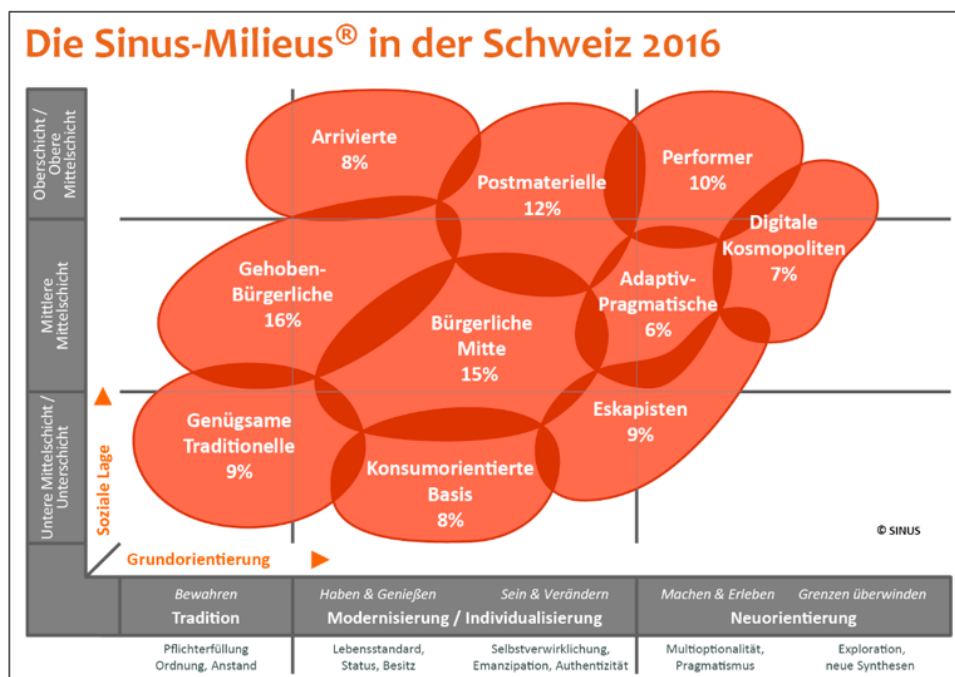 Die Sinus-Milieus® in der Schweiz 2016
Oberschicht /
Obere
Mittelschicht
Mittlere
Mittelschicht
Untere Mittelschicht /
Unterschicht
Soziale Lage
Arrivierte
8%
Postmaterielle
12%
Performer
10%
Digitale
Kosmopoliten
7%
Gehoben-
Bürgerliche
16%
Adaptiv-
Pragmatische
6%
Bürgerliche
Mitte
15%
Genügsame
Traditionelle
9%
Konsumorientierte
Basis
8%
Eskapisten
9%
© SINUS
Grundorientierung
Bewahren
Tradition
Haben & Genießen
Sein & Verändern
Modernisierung / Individualisierung
Machen & Erleben
Grenzen überwinden
Neuorientierung
Pflichterfüllung
Ordnung, Anstand
Lebensstandard,
Status, Besitz
Selbstverwirklichung,
Emanzipation, Authentizität
Multioptionalität,
Pragmatismus
Exploration,
neue Synthesen